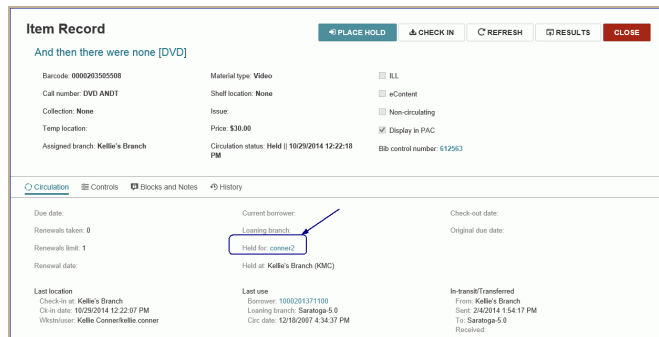 Item Record
PLACE HOLD
CHECK IN
REFRESH
RESULTS
CLOSE
And then there were none [DVD]
Barcode: 0000203505508
Material type: Video
ILL
Call number: DVD ANDT
Shelf location: None
eContent
Collection: None
Issue:
Non-circulating
Temp location:
Price: $30.00
Display in PAC
Assigned branch: Kellie's Branch
Circulation status: Held || 10/29/2014 12:22:18
PM
Bib control number: 612563
Circulation
Controls
Blocks and Notes
History
Due date:
Current borrower:
Check-out date:
Renewals taken: 0
Loaning branch:
Original due date:
Renewals limit: 1
Held for: conner2
Renewal date:
Held at: Kellie's Branch (KMC)
Last location
Last use
In-transit/Transferred
Check-in at: Kellie's Branch
Borrower: 1000201371100
From: Kellie's Branch
Ck-in date: 10/29/2014 12:22:07 PM
Loaning branch: Saratoga-5.0
Sent: 2/4/2014 1:54:17 PM
Wkstn/user: Kellie Conner/kellie.conner
Circ date: 12/18/2007 4:34:37 PM
To: Saratoga-5.0
Received: